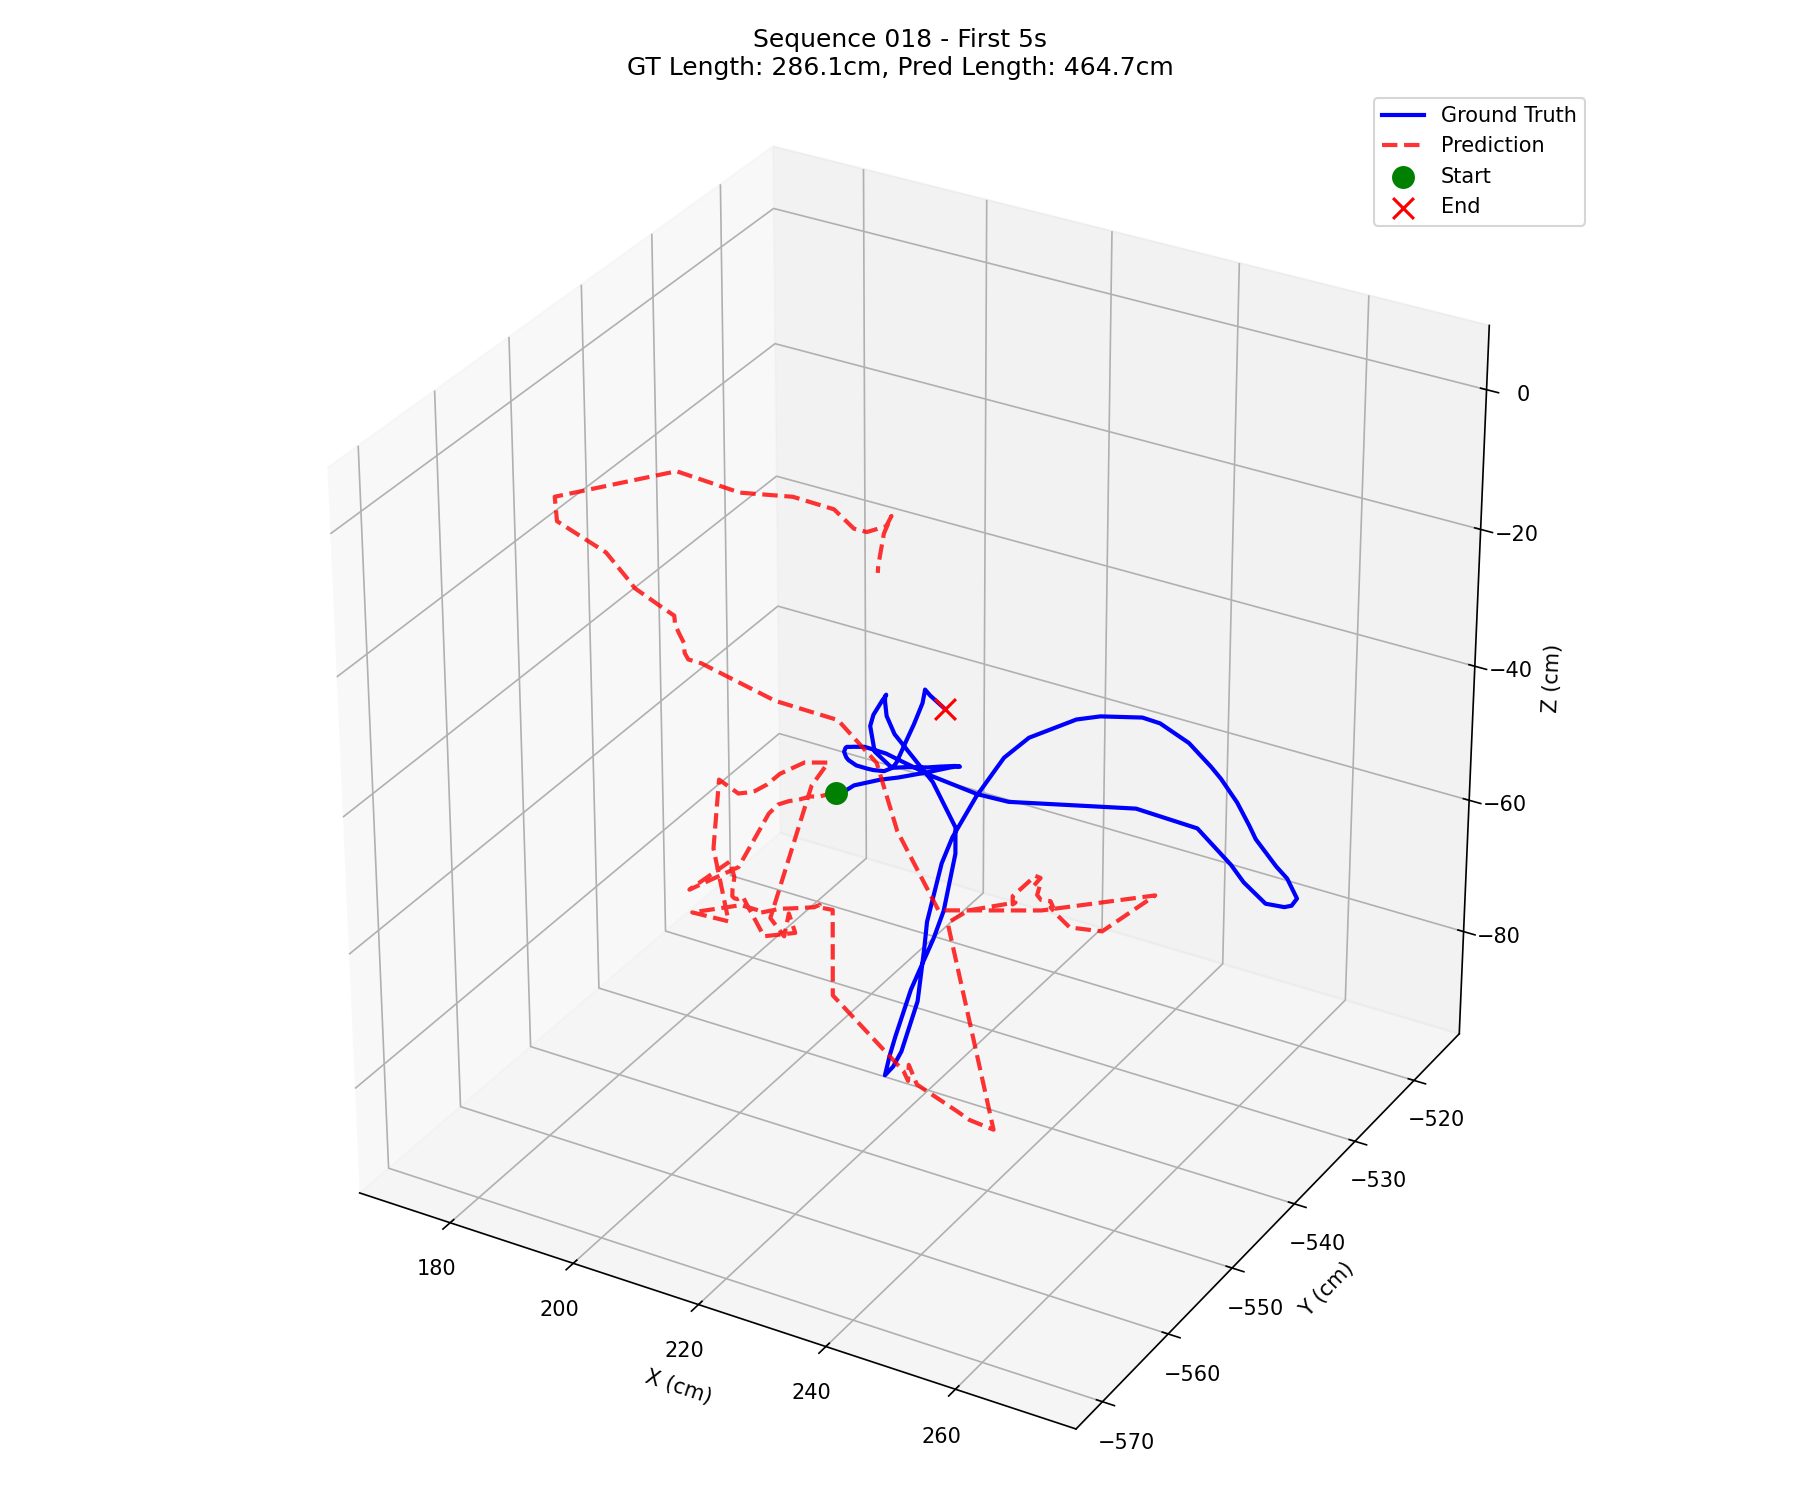 Sequence 018 - First 5s
GT Length: 286.1cm, Pred Length: 464.7cm
Ground Truth
Prediction
Start
End
0
−20
−40
Z (cm)
−60
−80
−520
−530
−540
Y (cm)
−550
−560
−570
180
200
220
X (cm)
240
260